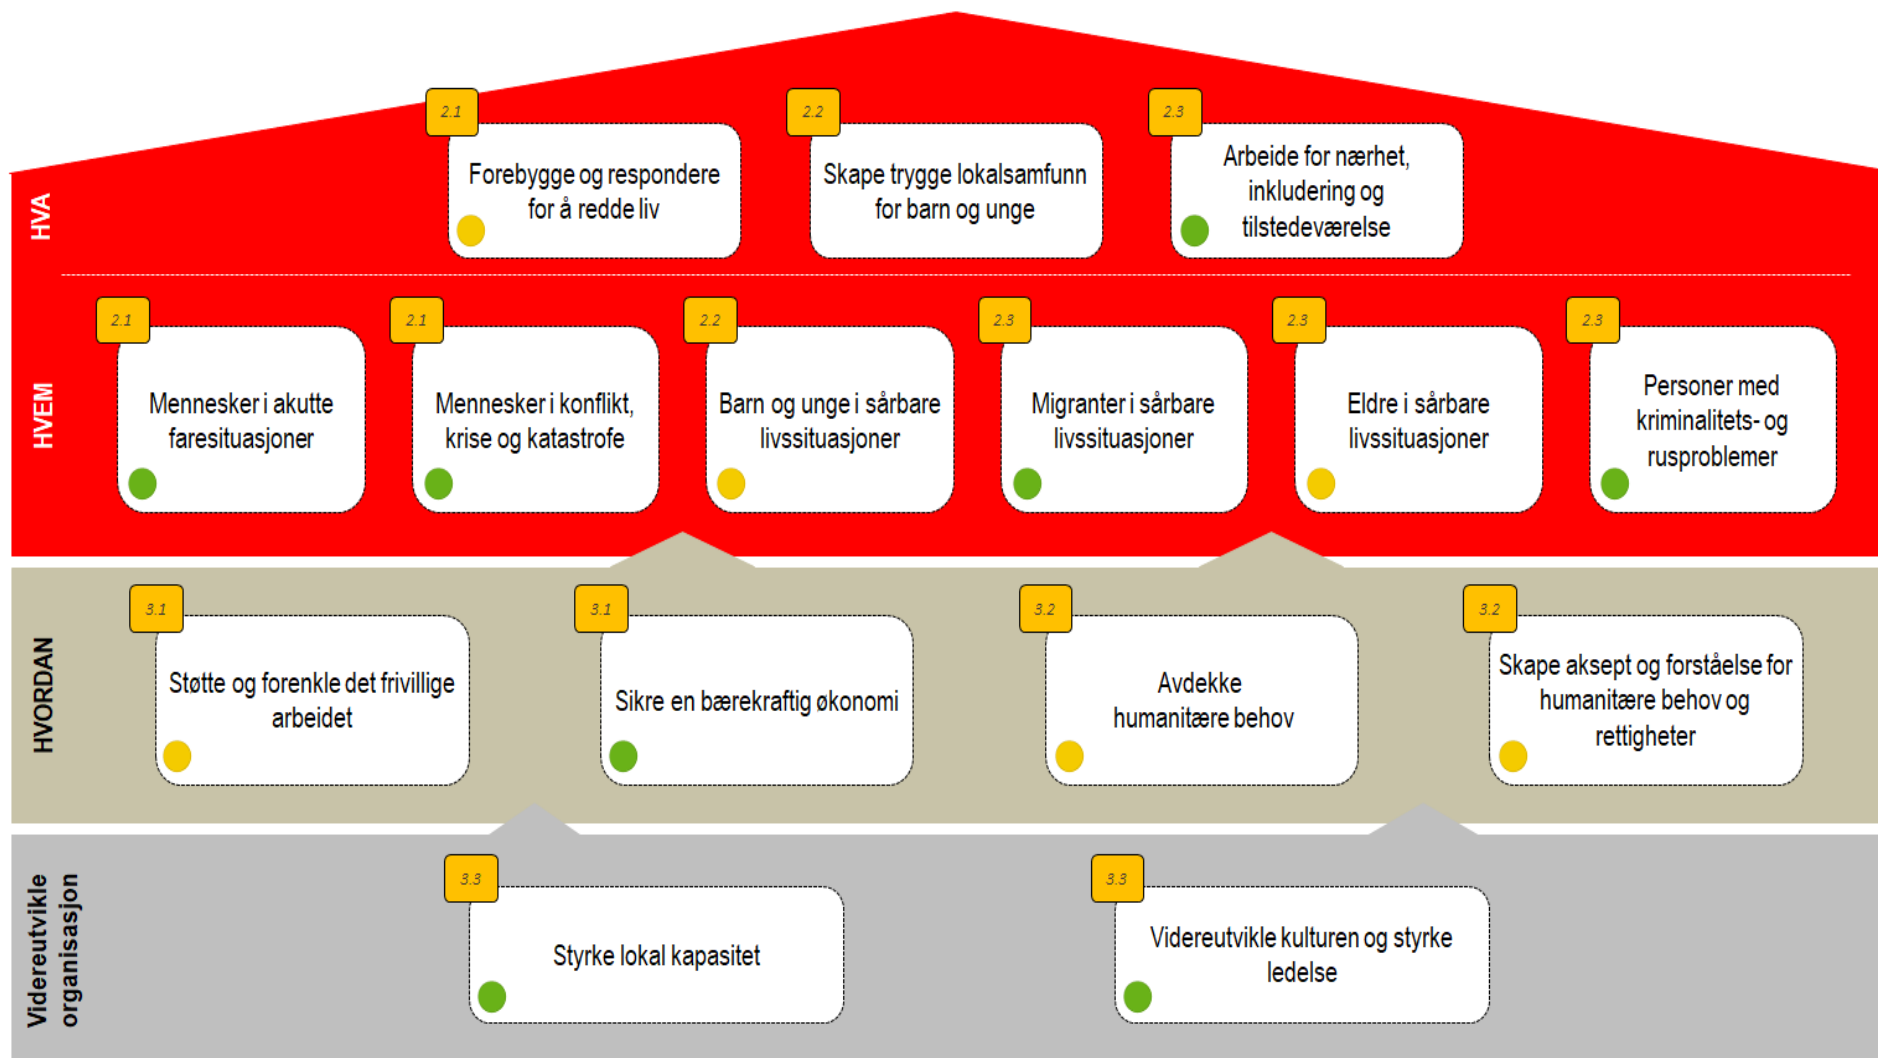 HVA
2.1
Forebygge og respondere
for å redde liv
2.2
Skape trygge lokalsamfunn
for barn og unge
2.3
Arbeide for nærhet,
inkludering og
tilstedeværelse
HVEM
2.1
Mennesker i akutte
faresituasjoner
2.1
Mennesker i konflikt,
krise og katastrofe
2.2
Barn og unge i sårbare
livssituasjoner
2.3
Migranter i sårbare
livssituasjoner
2.3
Eldre i sårbare
livssituasjoner
2.3
Personer med
kriminalitets- og
rusproblemer
HVORDAN
3.1
Støtte og forenkle det frivillige
arbeidet
3.1
Sikre en bærekraftig økonomi
3.2
Avdekke
humanitære behov
3.2
Skape aksept og forståelse for
humanitære behov og
rettigheter
Videreutvikle
organisasjon
3.3
Styrke lokal kapasitet
3.3
Videreutvikle kulturen og styrke
ledelse